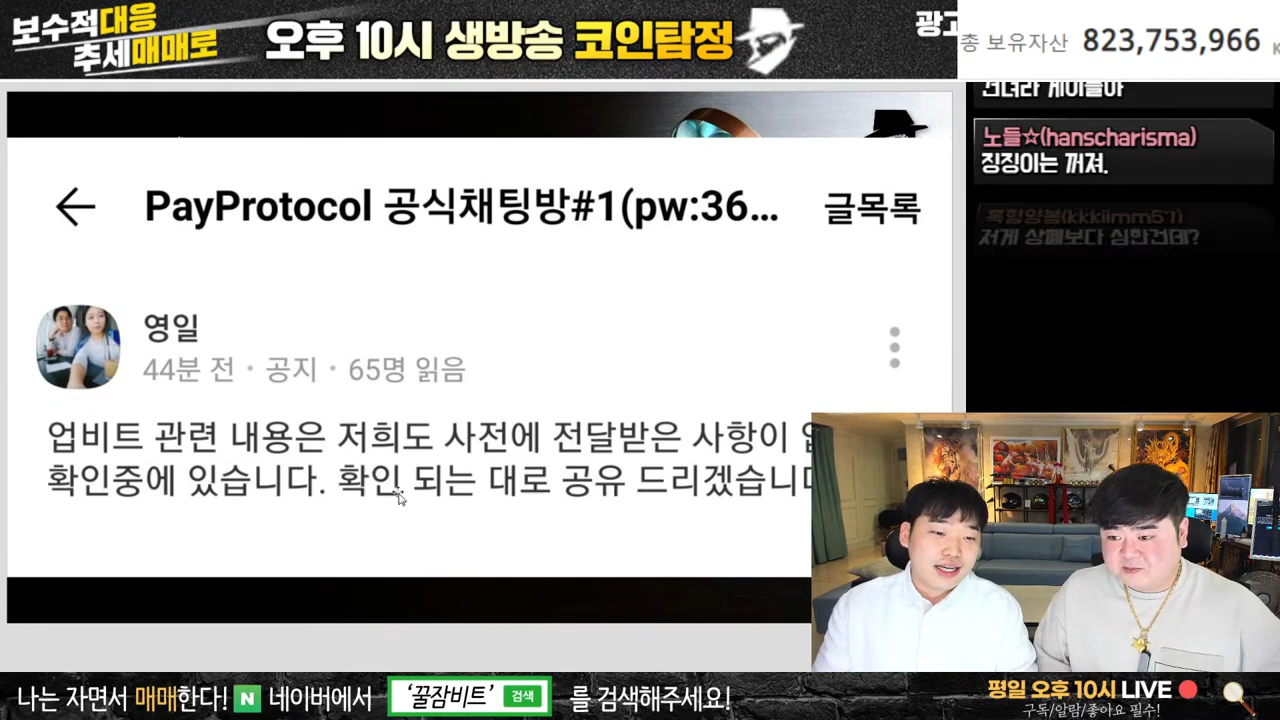 보수적대응
추세매매로
오후 10시 생방송 코인탐정
광고
총 보유자산 823,753,966
노들☆(hanscharisma)
징징이는 꺼져.
흑형양봉(kkkiimm57)
저게 상폐보다 심한건데?
PayProtocol 공식채팅방#1(pw:36... 글목록
영일
44분 전 · 공지 · 65명 읽음
업비트 관련 내용은 저희도 사전에 전달받은 사항이
확인중에 있습니다. 확인 되는 대로 공유 드리겠습니다
나는 자면서 매매한다! N 네이버에서 '꿀잠비트' 검색 를 검색해주세요!
평일 오후 10시 LIVE
구독/알람/좋아요 필수!